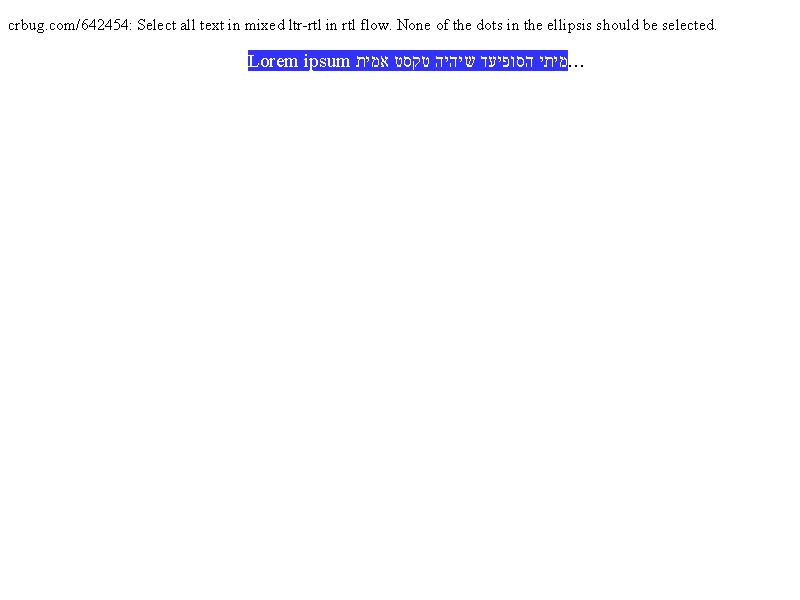 crbug.com/642454: Select all text in mixed ltr-rtl in rtl flow. None of the dots in the ellipsis should be selected.
Lorem ipsum מיתי הסופיעד שיהיה טקסט אמית…